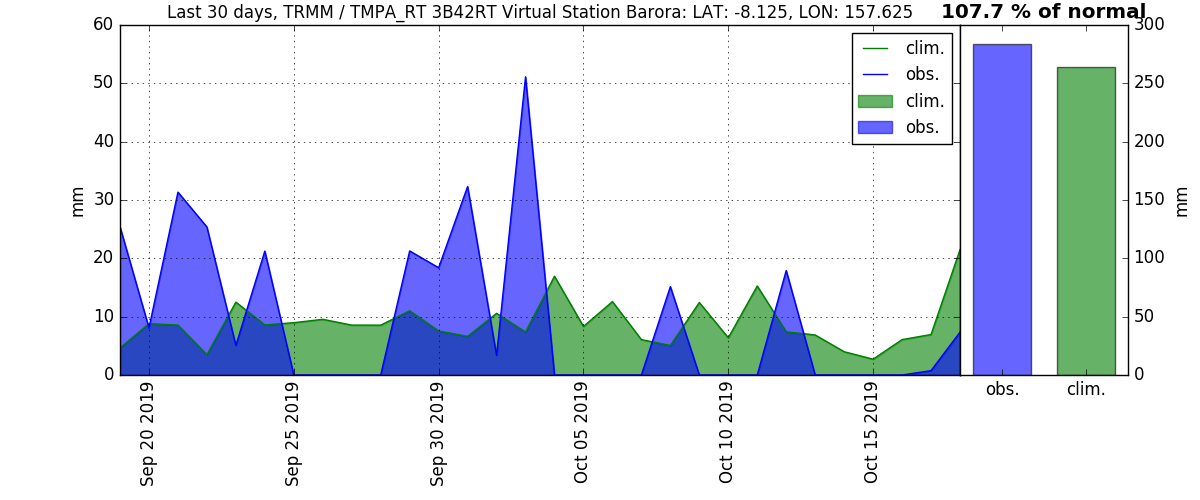 Last 30 days, TRMM / TMPA_RT 3B42RT Virtual Station Barora: LAT: -8.125, LON: 157.625
107.7 % of normal
60
50
40
30
20
10
0
mm
clim.
obs.
clim.
obs.
300
250
200
150
100
50
0
mm
Sep 20 2019
Sep 25 2019
Sep 30 2019
Oct 05 2019
Oct 10 2019
Oct 15 2019
obs.
clim.